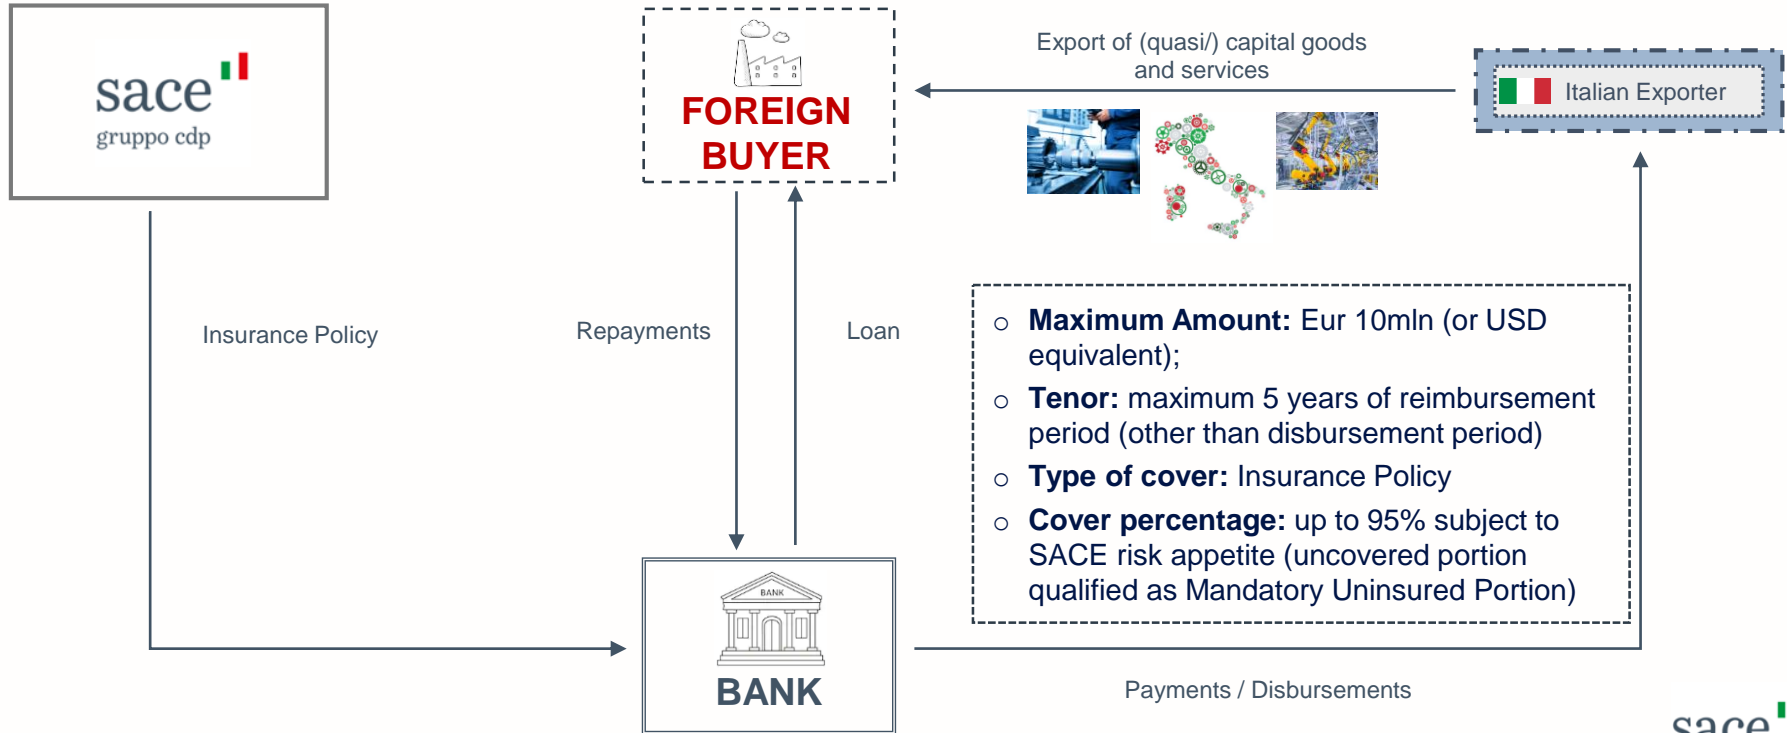 sace
gruppo cdp
FOREIGN
BUYER
Export of (quasi/) capital goods
and services
Italian Exporter
Insurance Policy
Repayments
Loan
o Maximum Amount: Eur 10mln (or USD
equivalent);
o Tenor: maximum 5 years of reimbursement
period (other than disbursement period)
o Type of cover: Insurance Policy
o Cover percentage: up to 95% subject to
SACE risk appetite (uncovered portion
qualified as Mandatory Uninsured Portion)
BANK
BANK
Payments / Disbursements
sace